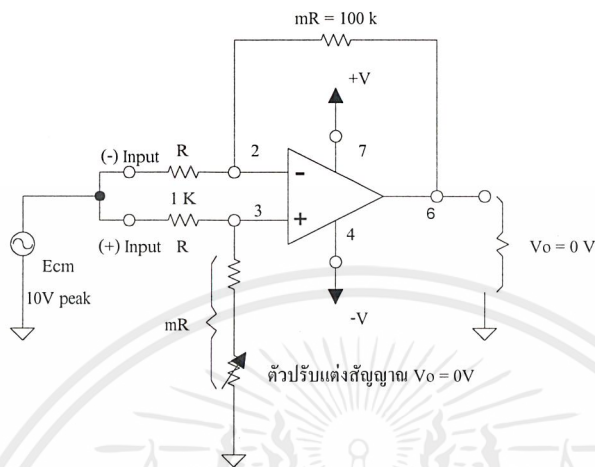 mR = 100 k
+V
(-) Input
R
2
7
-
1 K
3
+
6
(+) Input
R
4
Ecm
10V peak
Vo = 0 V
mR
-V
ตัวปรับแต่งสัญญาณ Vo = 0V